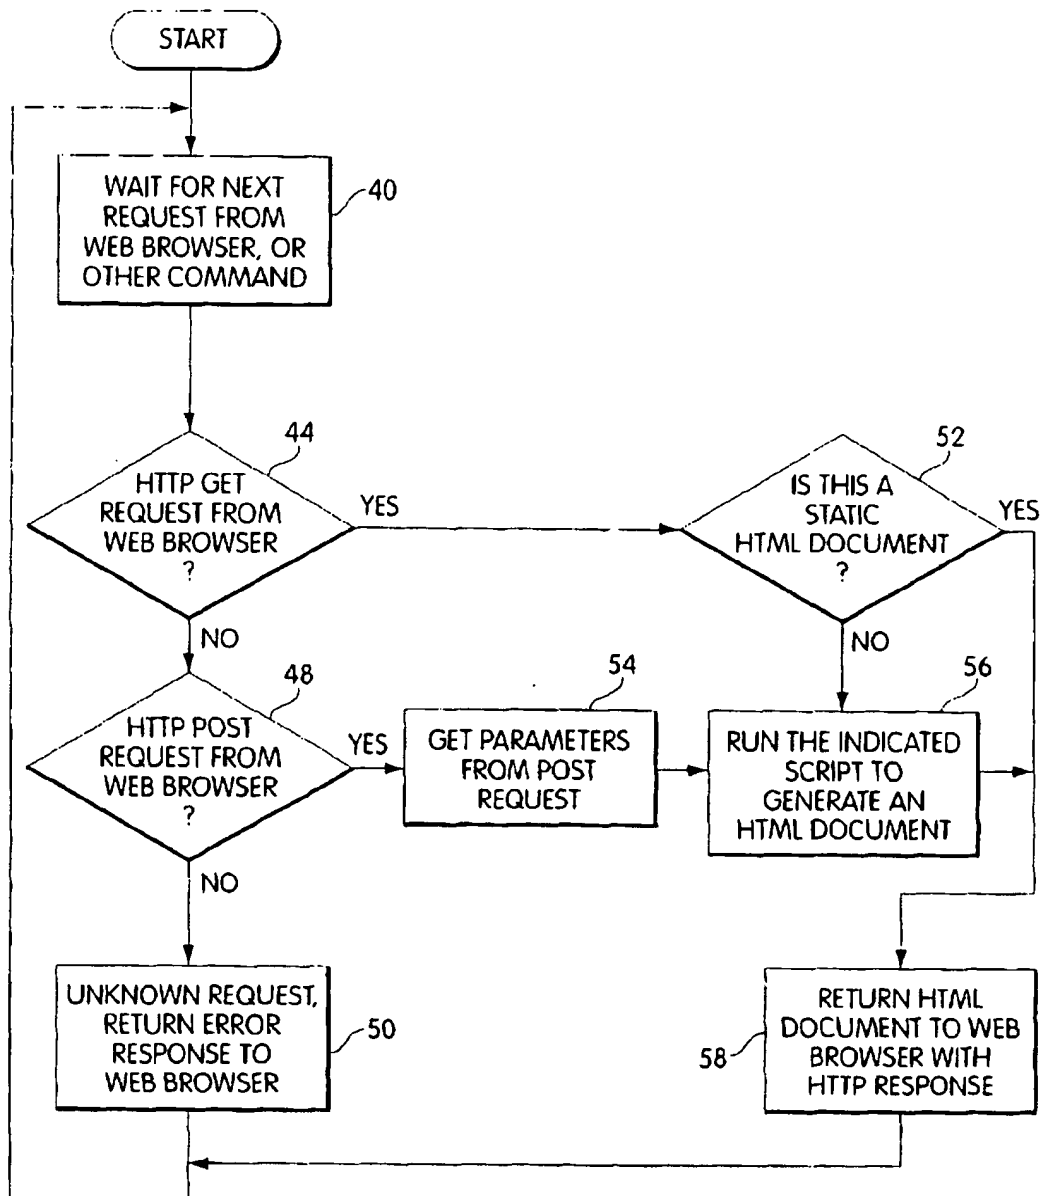 START
WAIT FOR NEXT
REQUEST FROM
WEB BROWSER, OR
OTHER COMMAND
40
HTTP GET
REQUEST FROM
WEB BROWSER
?
44
YES
NO
IS THIS A
STATIC
HTML DOCUMENT
?
52
YES
NO
HTTP POST
REQUEST FROM
WEB BROWSER
?
48
YES
NO
GET PARAMETERS
FROM POST
REQUEST
54
RUN THE INDICATED
SCRIPT TO
GENERATE AN
HTML DOCUMENT
56
UNKNOWN REQUEST,
RETURN ERROR
RESPONSE TO
WEB BROWSER
50
RETURN HTML
DOCUMENT TO WEB
BROWSER WITH
HTTP RESPONSE
58